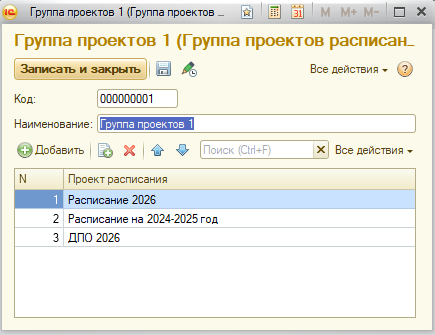 1С Группа проектов 1 (Группа проектов ... 31 M M+ M-
Группа проектов 1 (Группа проектов расписан...
Записать и закрыть Все действия ?
Код: 000000001
Наименование: Группа проектов 1
Добавить Поиск (Ctrl+F) Все действия
N Проект расписания
1 Расписание 2026
2 Расписание на 2024-2025 год
3 ДПО 2026